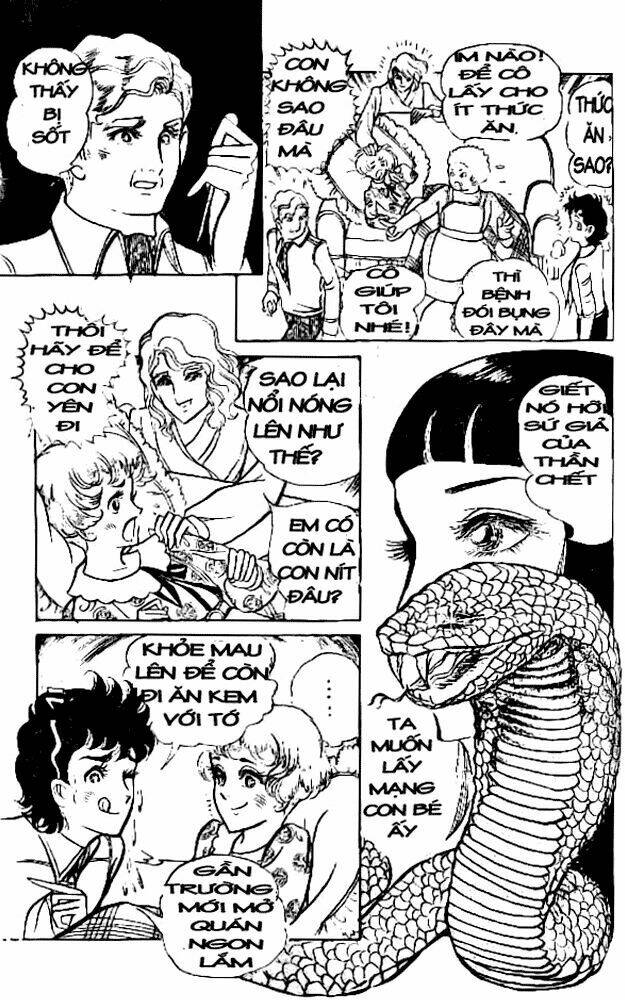 KHÔNG
THẤY
BỊ
SỐT
CON
KHÔNG
SAO
ĐÂU
MÀ
IM NÀO!
ĐỂ CÔ
LẤY CHO
ÍT THỨC
ĂN.
THỨC
ĂN
SAO?
CÔ
GIÚP
TÔI
NHÉ!
THÌ
BỆNH
ĐÓI BỤNG
ĐÂY MÀ
THÔI
HÃY ĐỂ
CHO
CON
YÊN
ĐI
SAO LẠI
NỔI NÓNG
LÊN NHƯ
THẾ?
EM CÓ
CÒN LÀ
CON NÍT
ĐÂU?
GIẾT
NÓ HỠI
SỨ GIẢ
CỦA
THẦN
CHẾT
TA
MUỐN
LẤY
MẠNG
CON BÉ
ẤY
KHỎE MAU
LÊN ĐỂ CÒN
ĐI ĂN KEM
VỚI TỚ
......
GẦN
TRƯỜNG
MỚI MỞ
QUÁN
NGON
LẮM